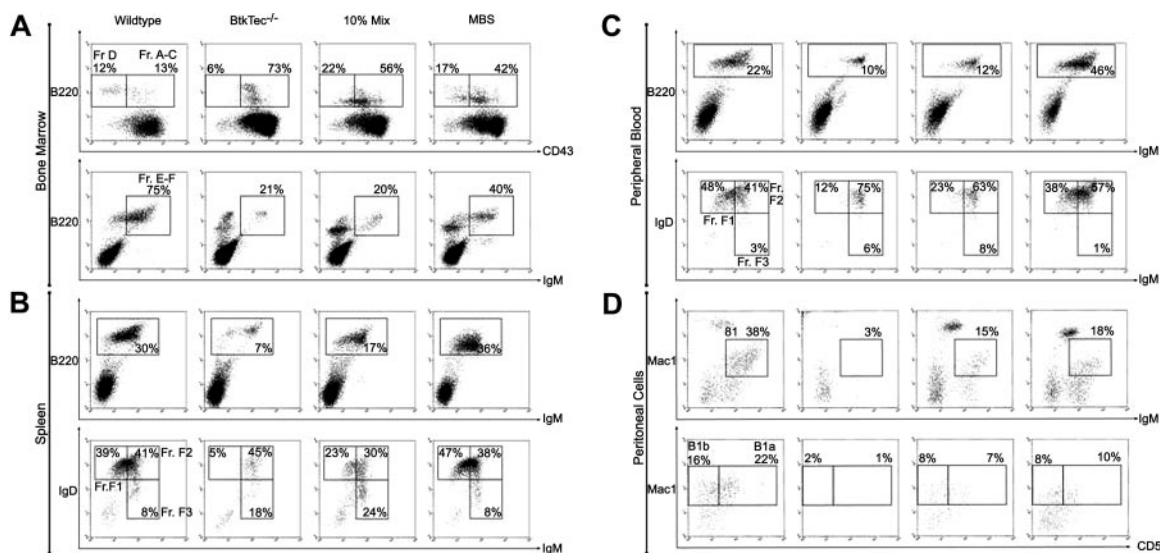 A
Wildtype
BtkTec-/-
10% Mix
MBS
Bone Marrow
B220
Fr D
Fr. A-C
12%
13%
6%
73%
22%
56%
17%
42%
CD43
B220
Fr. E-F
75%
21%
20%
40%
IgM
B
Spleen
B220
30%
7%
17%
36%
IgM
IgD
39%
41%
Fr. F2
Fr.F1
8%
Fr. F3
5%
45%
18%
23%
30%
24%
47%
38%
8%
IgM
C
Peripheral Blood
B220
22%
10%
12%
46%
IgM
IgD
48%
41%
Fr.
F2
Fr. F1
3%
Fr. F3
12%
75%
6%
23%
63%
8%
38%
57%
1%
IgM
D
Peritoneal Cells
Mac1
81
38%
3%
15%
18%
IgM
Mac1
B1b
B1a
16%
22%
2%
1%
8%
7%
8%
10%
CD5